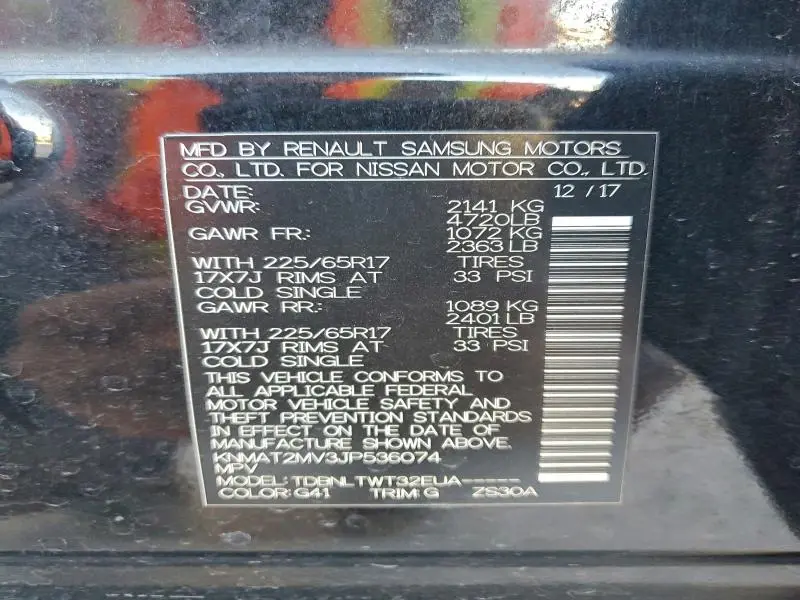 MFD BY RENAULT SAMSUNG MOTORS
CO., LTD. FOR NISSAN MOTOR CO., LTD.
DATE: 12 / 17
GVWR: 2141 KG
4720LB
GAWR FR.: 1072 KG
2363 LB
WITH 225/65R17 TIRES
17X7J RIMS AT 33 PSI
COLD SINGLE
GAWR RR.: 1089 KG
2401 LB
WITH 225/65R17 TIRES
17X7J RIMS AT 33 PSI
COLD SINGLE
THIS VEHICLE CONFORMS TO
ALL APPLICABLE FEDERAL
MOTOR VEHICLE SAFETY AND
THEFT PREVENTION STANDARDS
IN EFFECT ON THE DATE OF
MANUFACTURE SHOWN ABOVE.
KNMAT2MV3JP536074
MPV
MODEL: TDBNLTWT32EUA-----
COLOR: G41 TRIM: G ZS30A